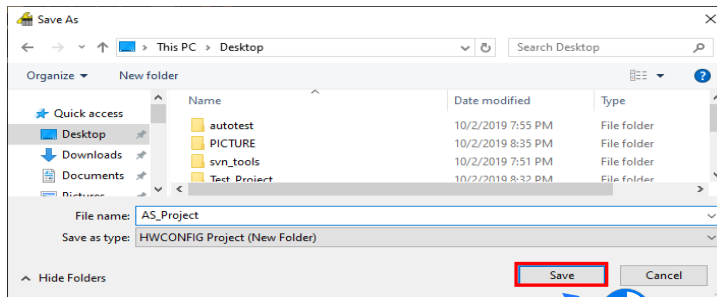 Save As
This PC > Desktop
Search Desktop
Organize
New folder
Name
Date modified
Type
Quick access
Desktop
Downloads
Documents
Pictures
autotest 10/2/2019 7:55 PM File folder
PICTURE 10/2/2019 8:35 PM File folder
svn_tools 10/2/2019 7:51 PM File folder
Test_Project 10/2/2019 8:32 PM File folder
File name: AS_Project
Save as type: HWCONFIG Project (New Folder)
Hide Folders
Save
Cancel